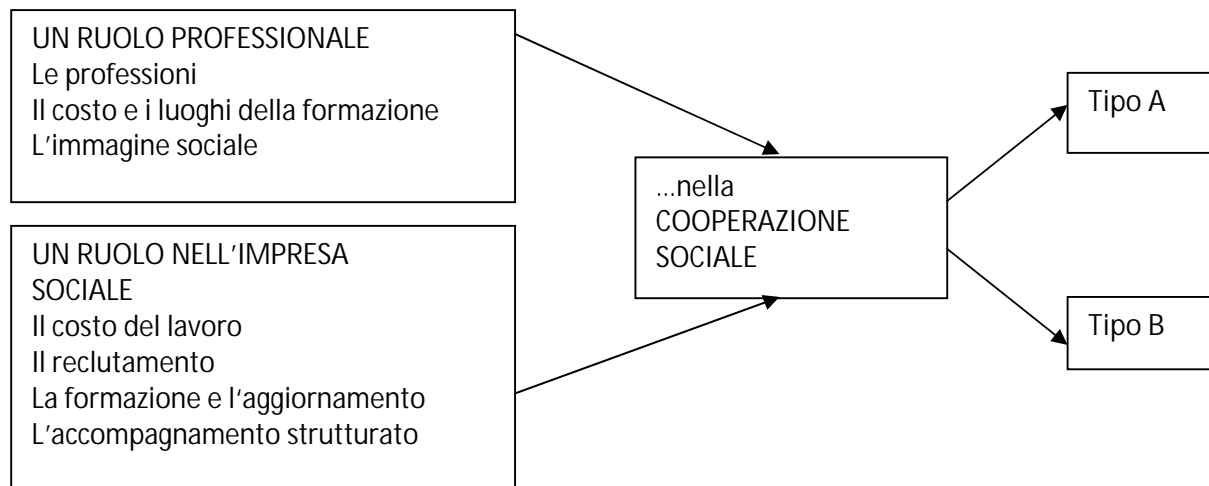 UN RUOLO PROFESSIONALE
Le professioni
Il costo e i luoghi della formazione
L'immagine sociale
UN RUOLO NELL'IMPRESA
SOCIALE
Il costo del lavoro
Il reclutamento
La formazione e l'aggiornamento
L'accompagnamento strutturato
...nella
COOPERAZIONE
SOCIALE
Tipo A
Tipo B